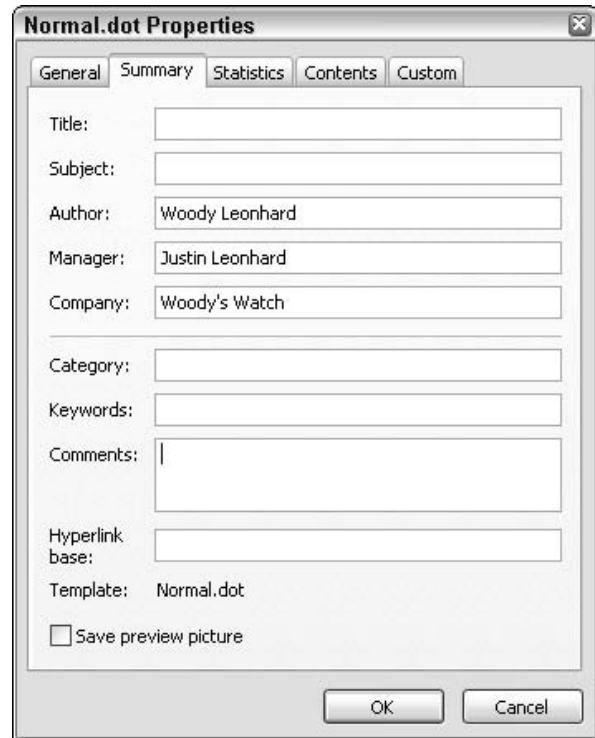 Normal.dot Properties
General Summary Statistics Contents Custom
Title:
Subject:
Author: Woody Leonhard
Manager: Justin Leonhard
Company: Woody's Watch
Category:
Keywords:
Comments:
Hyperlink
base:
Template: Normal.dot
Save preview picture
OK Cancel